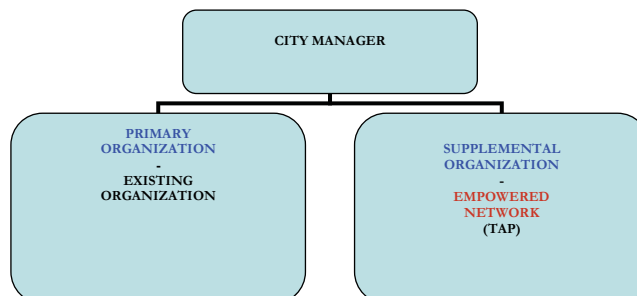 CITY MANAGER
PRIMARY
ORGANIZATION
-
EXISTING
ORGANIZATION
SUPPLEMENTAL
ORGANIZATION
-
EMPOWERED
NETWORK
(TAP)